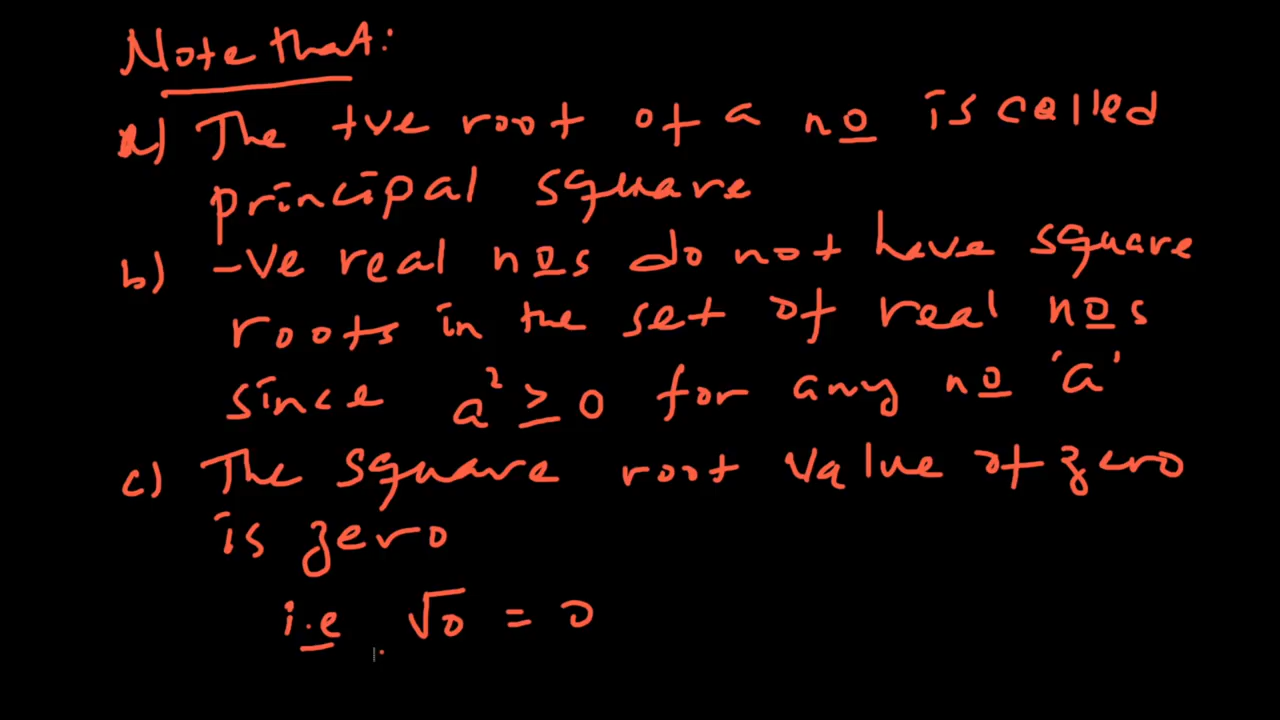 Note that:
a) The +ve root of a no is called
principal square
b) -ve real nos do not have square
roots in the set of real nos
since a² ≥ 0 for any no 'a'
c) The square root value of zero
is zero
i.e √0 = 0